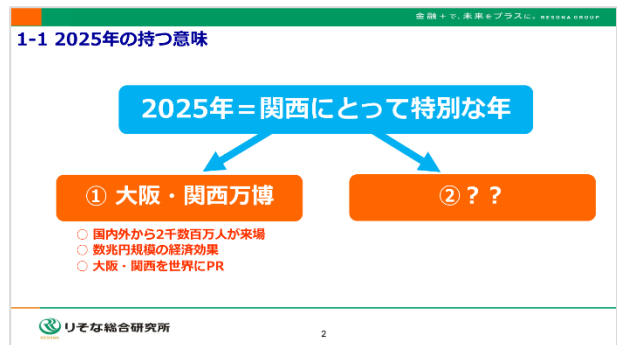 金融＋で、未来をプラスに。 RESONA GROUP
1-1 2025年の持つ意味
2025年＝関西にとって特別な年
① 大阪・関西万博
②？？
○ 国内外から2千数百万人が来場
○ 数兆円規模の経済効果
○ 大阪・関西を世界にPR
りそな総合研究所
RESONA
2